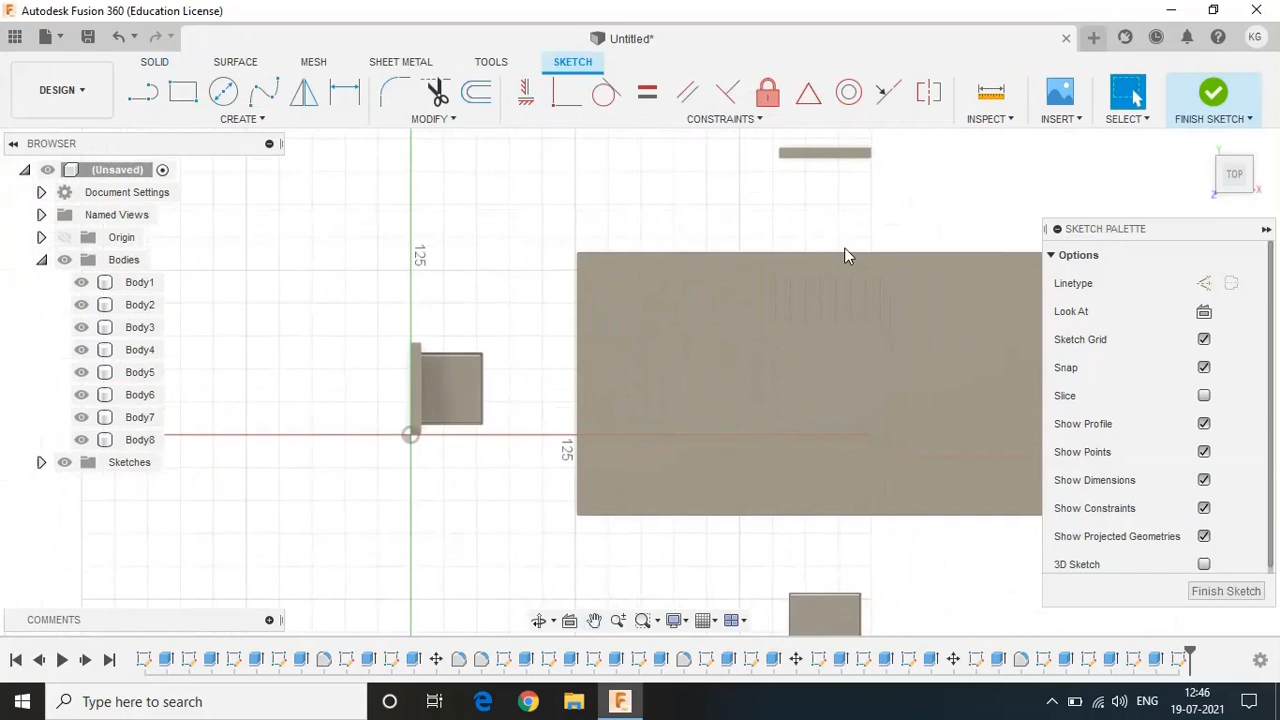 Autodesk Fusion 360 (Education License)
Untitled*
KG
DESIGN
SOLID SURFACE MESH SHEET METAL TOOLS SKETCH
CREATE MODIFY CONSTRAINTS INSPECT INSERT SELECT FINISH SKETCH
BROWSER
(Unsaved)
Document Settings
Named Views
Origin
Bodies
Body1
Body2
Body3
Body4
Body5
Body6
Body7
Body8
Sketches
125
125
Y
TOP
X
Z
SKETCH PALETTE
Options
Linetype
Look At
Sketch Grid
Snap
Slice
Show Profile
Show Points
Show Dimensions
Show Constraints
Show Projected Geometries
3D Sketch
Finish Sketch
COMMENTS
Type here to search
ENG
12:46
19-07-2021